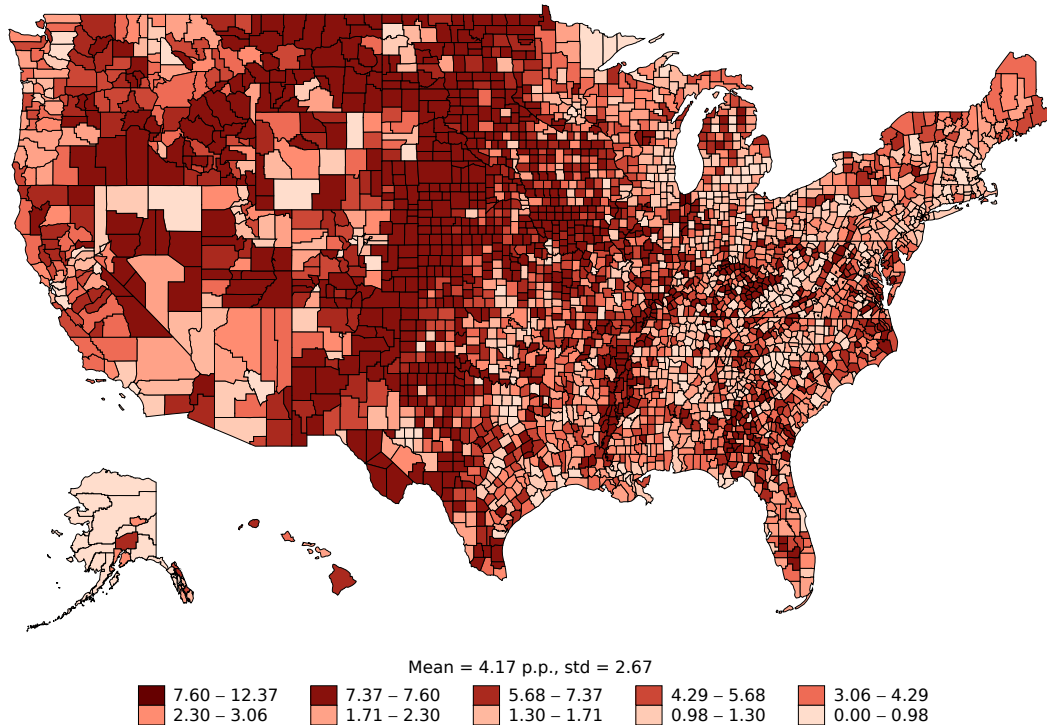 Mean = 4.17 p.p., std = 2.67
7.60 – 12.37 7.37 – 7.60 5.68 – 7.37 4.29 – 5.68 3.06 – 4.29
2.30 – 3.06 1.71 – 2.30 1.30 – 1.71 0.98 – 1.30 0.00 – 0.98